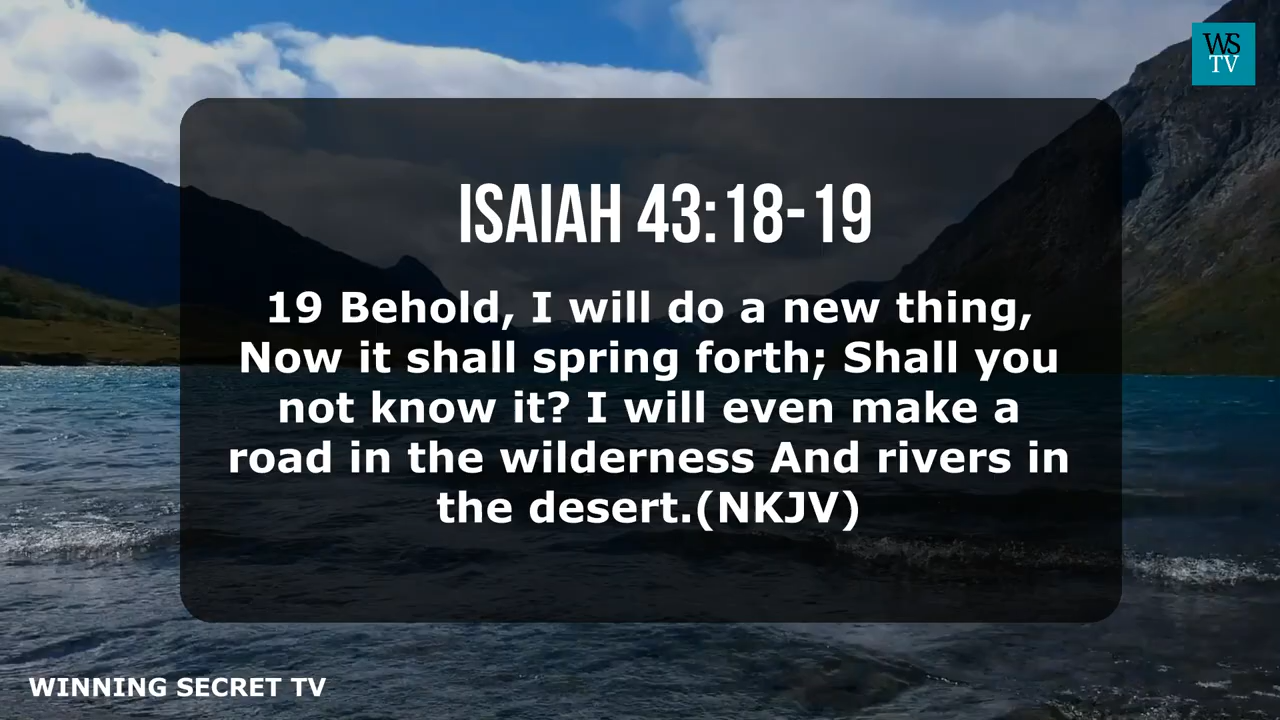 WS
TV
ISAIAH 43:18-19
19 Behold, I will do a new thing,
Now it shall spring forth; Shall you
not know it? I will even make a
road in the wilderness And rivers in
the desert.(NKJV)
WINNING SECRET TV